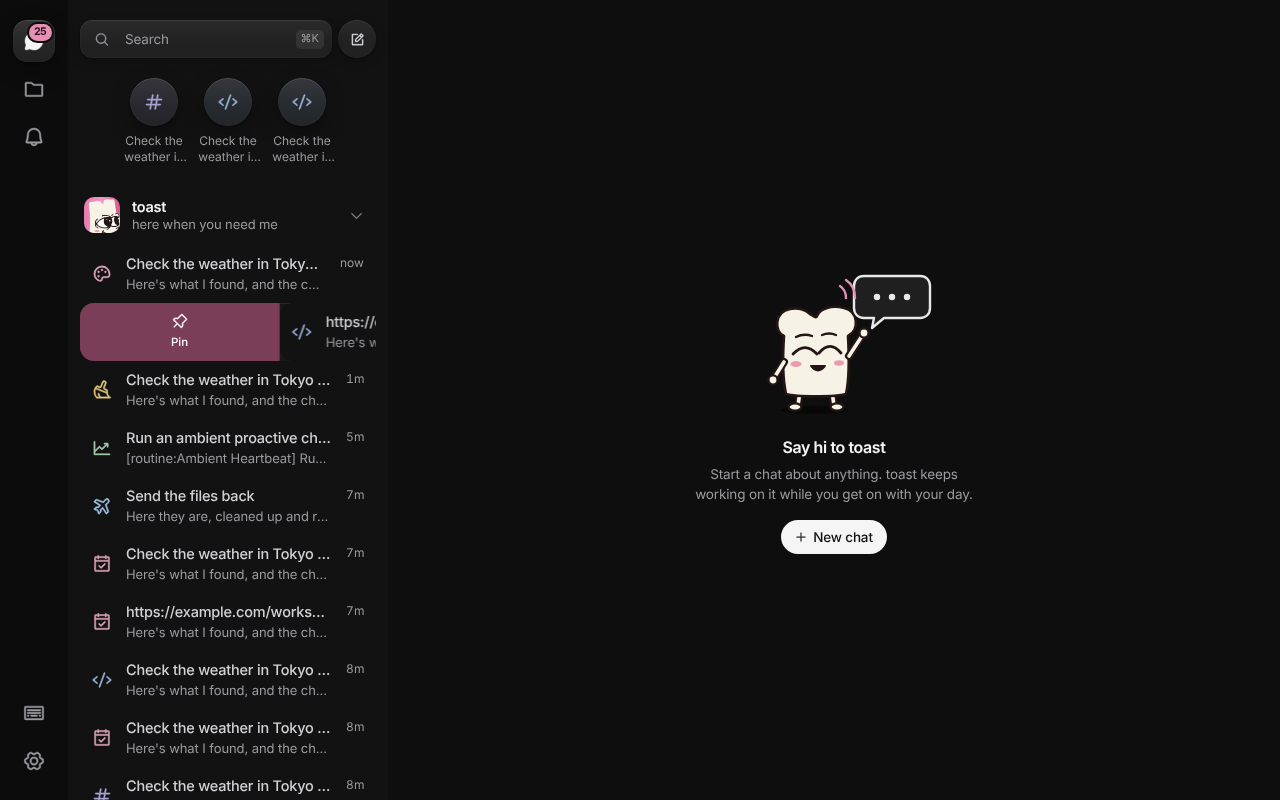 25
Search
⌘K
Check the
weather i...
Check the
weather i...
Check the
weather i...
toast
here when you need me
Check the weather in Toky...
now
Here's what I found, and the c...
Pin
https://
Here's w
Check the weather in Tokyo ...
1m
Here's what I found, and the ch...
Run an ambient proactive ch...
5m
[routine:Ambient Heartbeat] Ru...
Send the files back
7m
Here they are, cleaned up and r...
Check the weather in Tokyo ...
7m
Here's what I found, and the ch...
https://example.com/works...
7m
Here's what I found, and the ch...
Check the weather in Tokyo ...
8m
Here's what I found, and the ch...
Check the weather in Tokyo ...
8m
Here's what I found, and the ch...
Check the weather in Tokyo ...
8m
Say hi to toast
Start a chat about anything. toast keeps
working on it while you get on with your day.
New chat